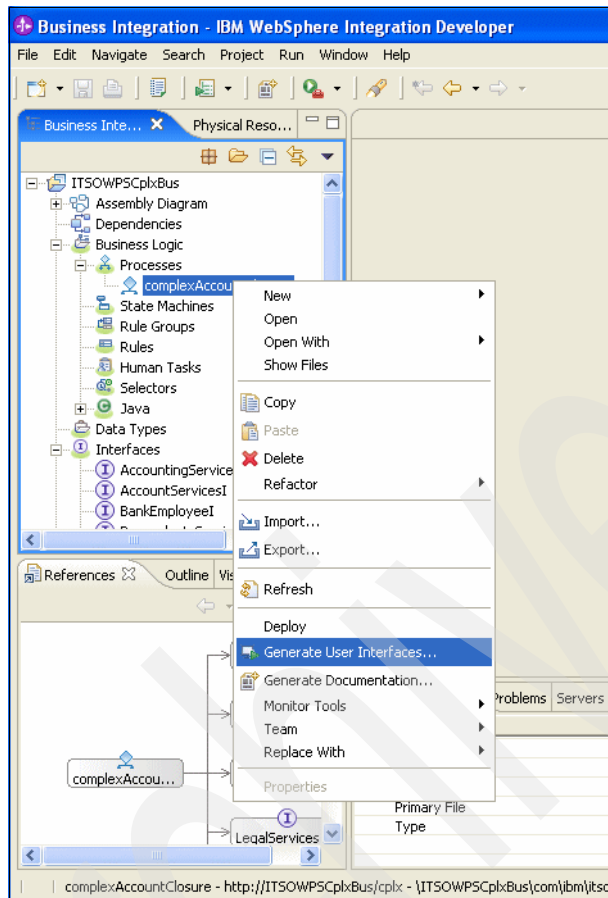 Business Integration - IBM WebSphere Integration Developer
File Edit Navigate Search Project Run Window Help
Business Inte... Physical Reso...
ITSOWPSCplxBus
Assembly Diagram
Dependencies
Business Logic
Processes
complexAccou
State Machines
Rule Groups
Rules
Human Tasks
Selectors
Java
Data Types
Interfaces
AccountingService
AccountServicesI
BankEmployeeI
New
Open
Open With
Show Files
Copy
Paste
Delete
Refactor
Import...
Export...
Refresh
Deploy
Generate User Interfaces...
Generate Documentation...
Monitor Tools
Team
Replace With
Properties
References Outline Vis
complexAccou...
LegalServices
Problems Servers
Primary File
Type
complexAccountClosure - http://ITSOWPSCplxBus/cplx - \ITSOWPSCplxBus\com\ibm\itso